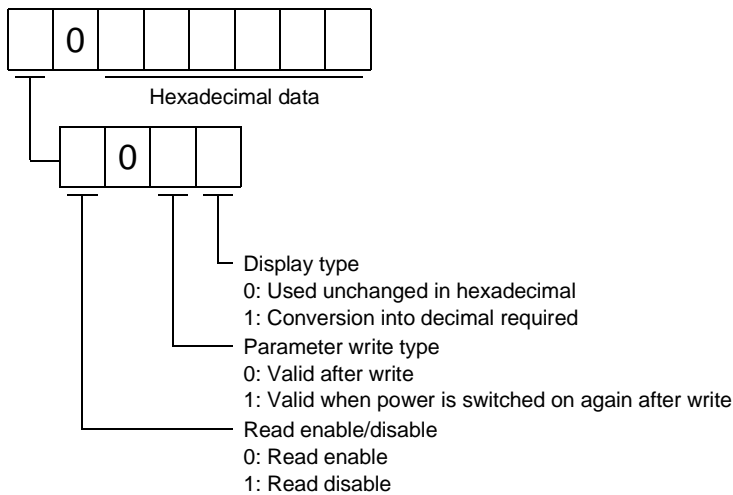 0
Hexadecimal data
0
Display type
0: Used unchanged in hexadecimal
1: Conversion into decimal required
Parameter write type
0: Valid after write
1: Valid when power is switched on again after write
Read enable/disable
0: Read enable
1: Read disable